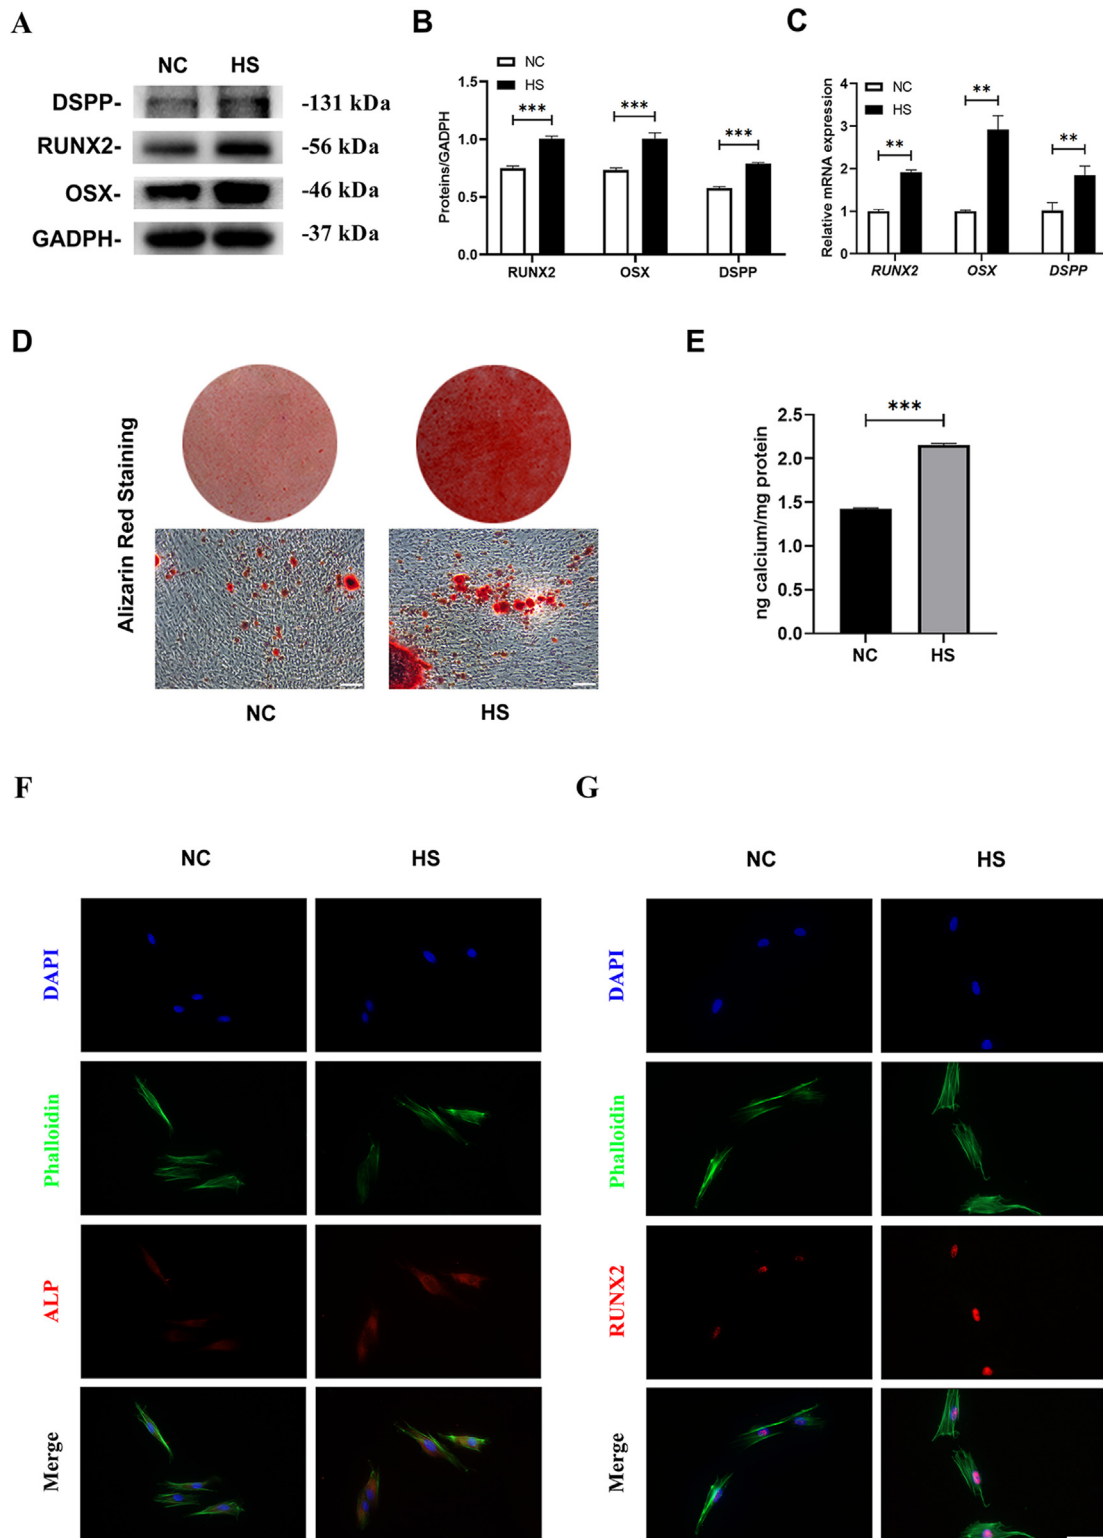 A
NC HS
DSPP- -131 kDa
RUNX2- -56 kDa
OSX- -46 kDa
GADPH- -37 kDa
B
NC
HS
Proteins/GADPH
1.5
1.0
0.5
0.0
*** *** ***
RUNX2 OSX DSPP
C
NC
HS
Relative mRNA expression
4
3
2
1
0
** ** **
RUNX2 OSX DSPP
D
Alizarin Red Staining
NC HS
E
ng calcium/mg protein
2.5
2.0
1.5
1.0
0.5
0.0
***
NC HS
F
NC HS
DAPI
Phalloidin
ALP
Merge
G
NC HS
DAPI
Phalloidin
RUNX2
Merge